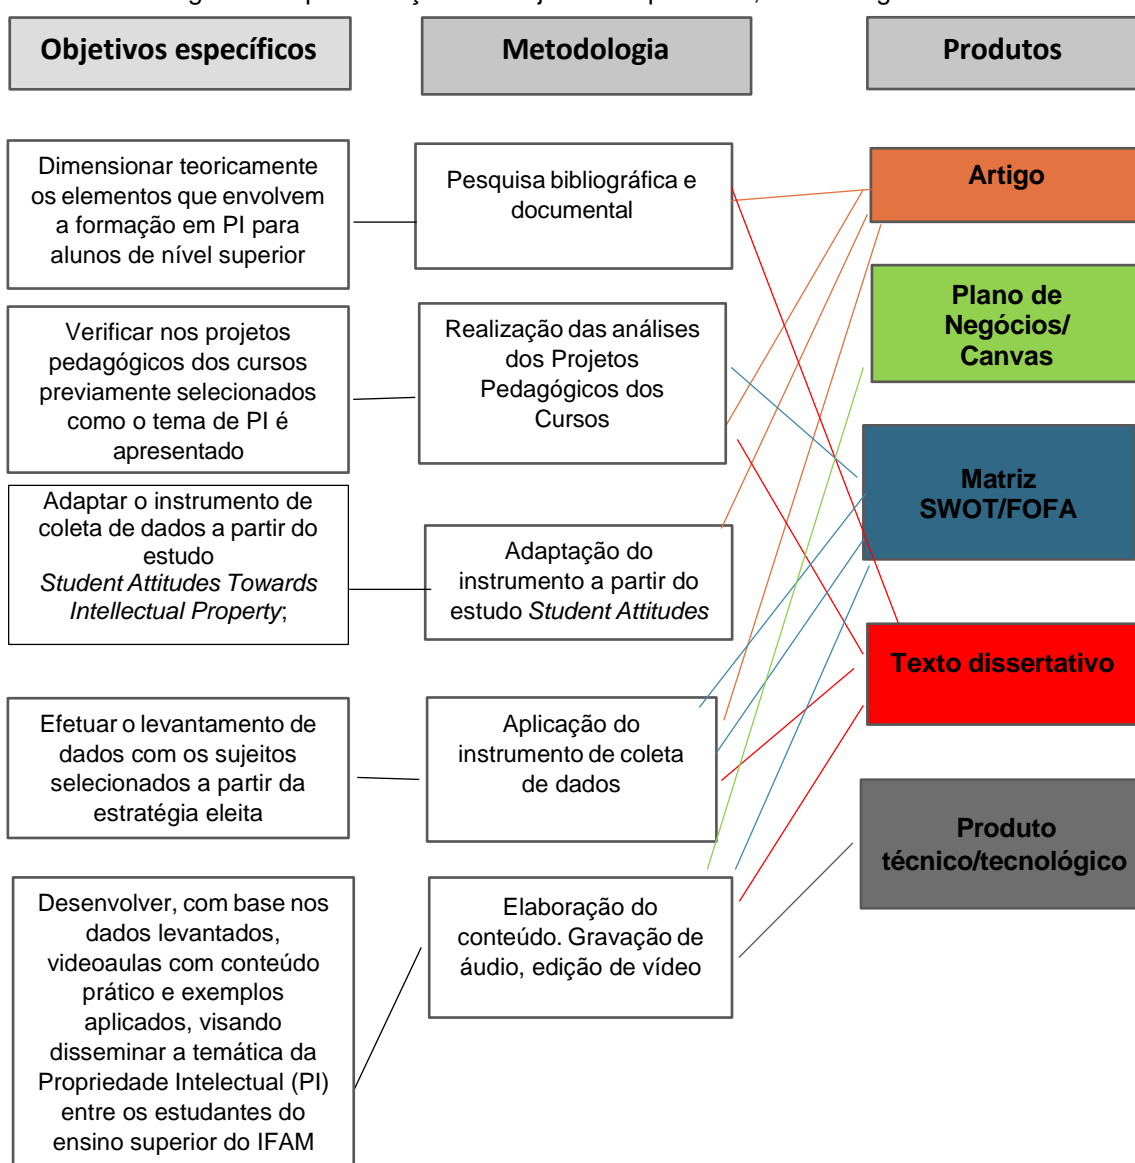 Objetivos específicos
Metodologia
Produtos
Dimensionar teoricamente
os elementos que envolvem
a formação em PI para
alunos de nível superior
Pesquisa bibliográfica e
documental
Artigo
Verificar nos projetos
pedagógicos dos cursos
previamente selecionados
como o tema de PI é
apresentado
Realização das análises
dos Projetos
Pedagógicos dos
Cursos
Plano de
Negócios/
Canvas
Adaptar o instrumento de
coleta de dados a partir do
estudo
Student Attitudes Towards
Intellectual Property;
Adaptação do
instrumento a partir do
estudo Student Attitudes
Matriz
SWOT/FOFA
Efetuar o levantamento de
dados com os sujeitos
selecionados a partir da
estratégia eleita
Aplicação do
instrumento de coleta
de dados
Texto dissertativo
Desenvolver, com base nos
dados levantados,
videoaulas com conteúdo
prático e exemplos
aplicados, visando
disseminar a temática da
Propriedade Intelectual (PI)
entre os estudantes do
ensino superior do IFAM
Elaboração do
conteúdo. Gravação de
áudio, edição de vídeo
Produto
técnico/tecnológico